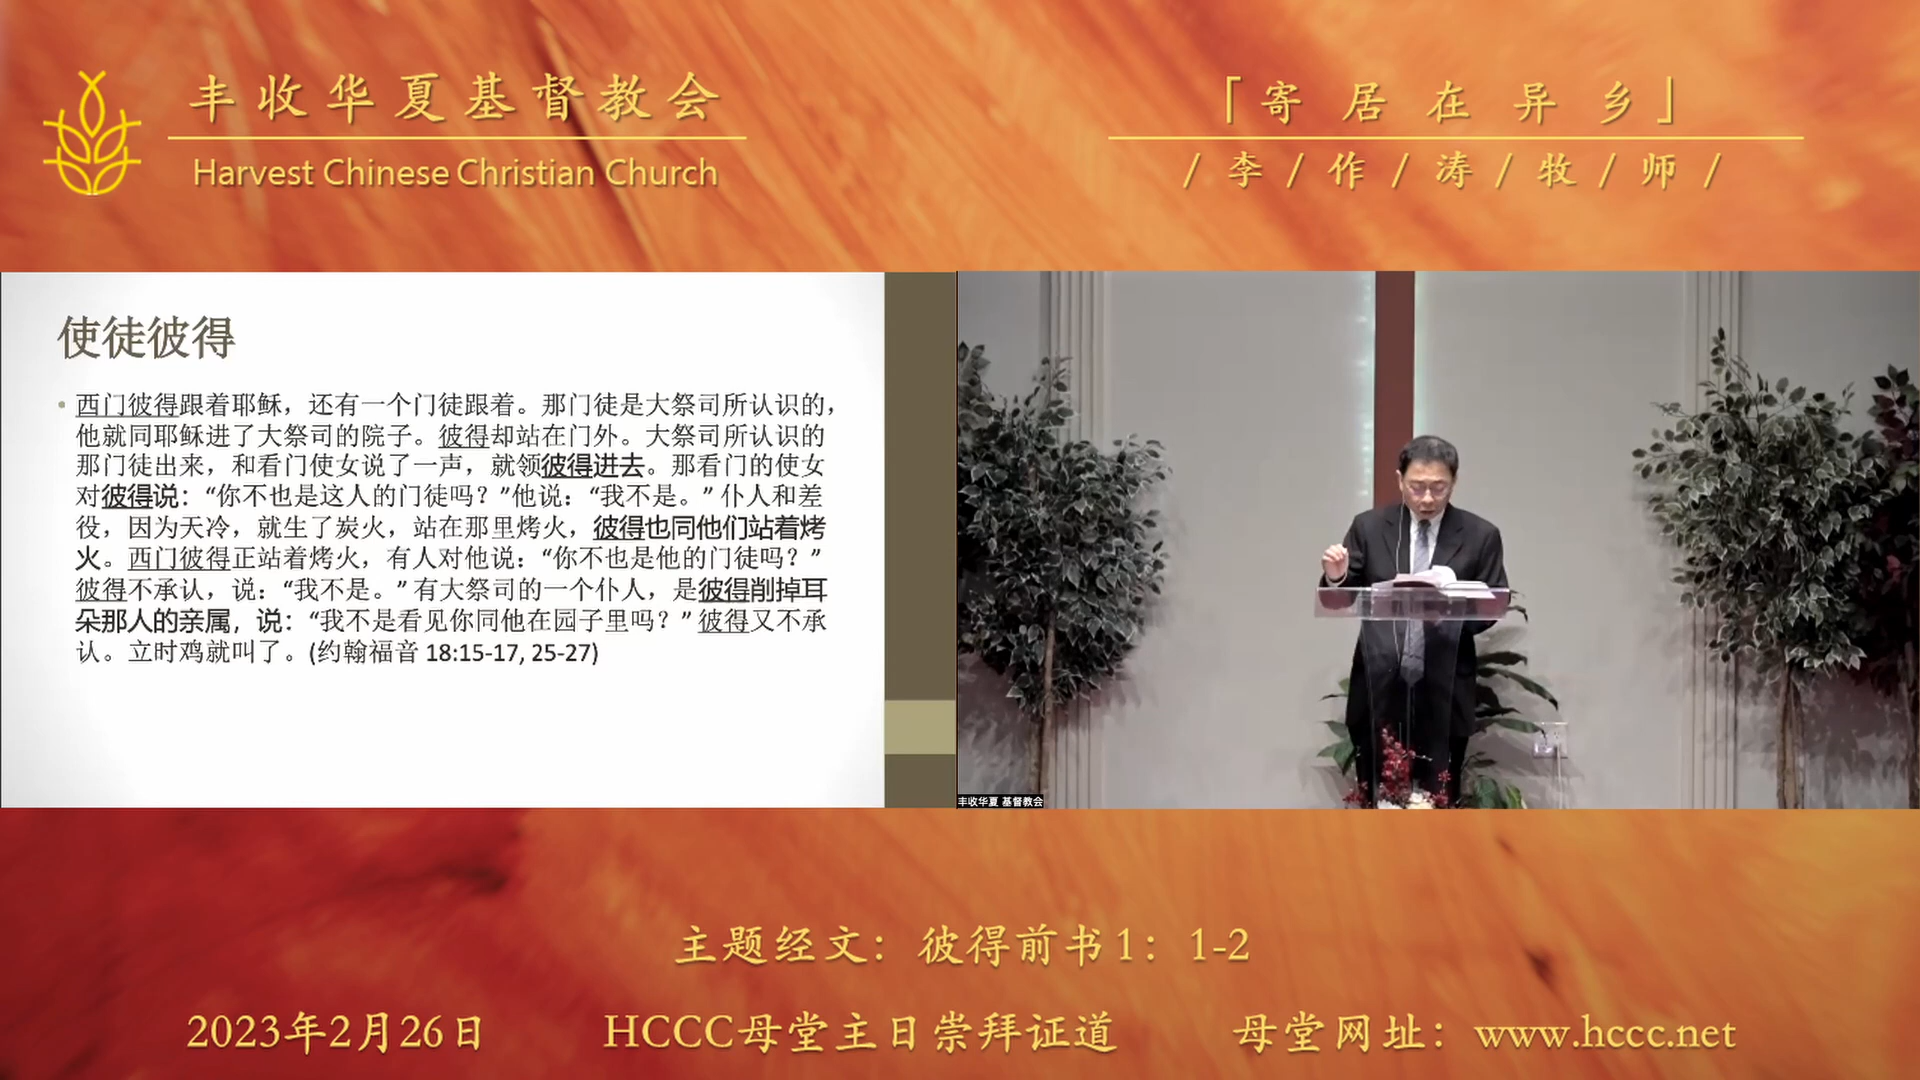 丰收华夏基督教会
Harvest Chinese Christian Church
「寄居在异乡」
/ 李 / 作 / 涛 / 牧 / 师 /
使徒彼得
• 西门彼得跟着耶稣，还有一个门徒跟着。那门徒是大祭司所认识的，
他就同耶稣进了大祭司的院子。彼得却站在门外。大祭司所认识的
那门徒出来，和看门使女说了一声，就领彼得进去。那看门的使女
对彼得说：“你不也是这人的门徒吗？”他说：“我不是。” 仆人和差
役，因为天冷，就生了炭火，站在那里烤火，彼得也同他们站着烤
火。西门彼得正站着烤火，有人对他说：“你不也是他的门徒吗？”
彼得不承认，说：“我不是。” 有大祭司的一个仆人，是彼得削掉耳
朵那人的亲属，说：“我不是看见你同他在园子里吗？” 彼得又不承
认。立时鸡就叫了。(约翰福音 18:15-17, 25-27)
丰收华夏 基督教会
主题经文：彼得前书1：1-2
2023年2月26日
HCCC母堂主日崇拜证道
母堂网址：www.hccc.net